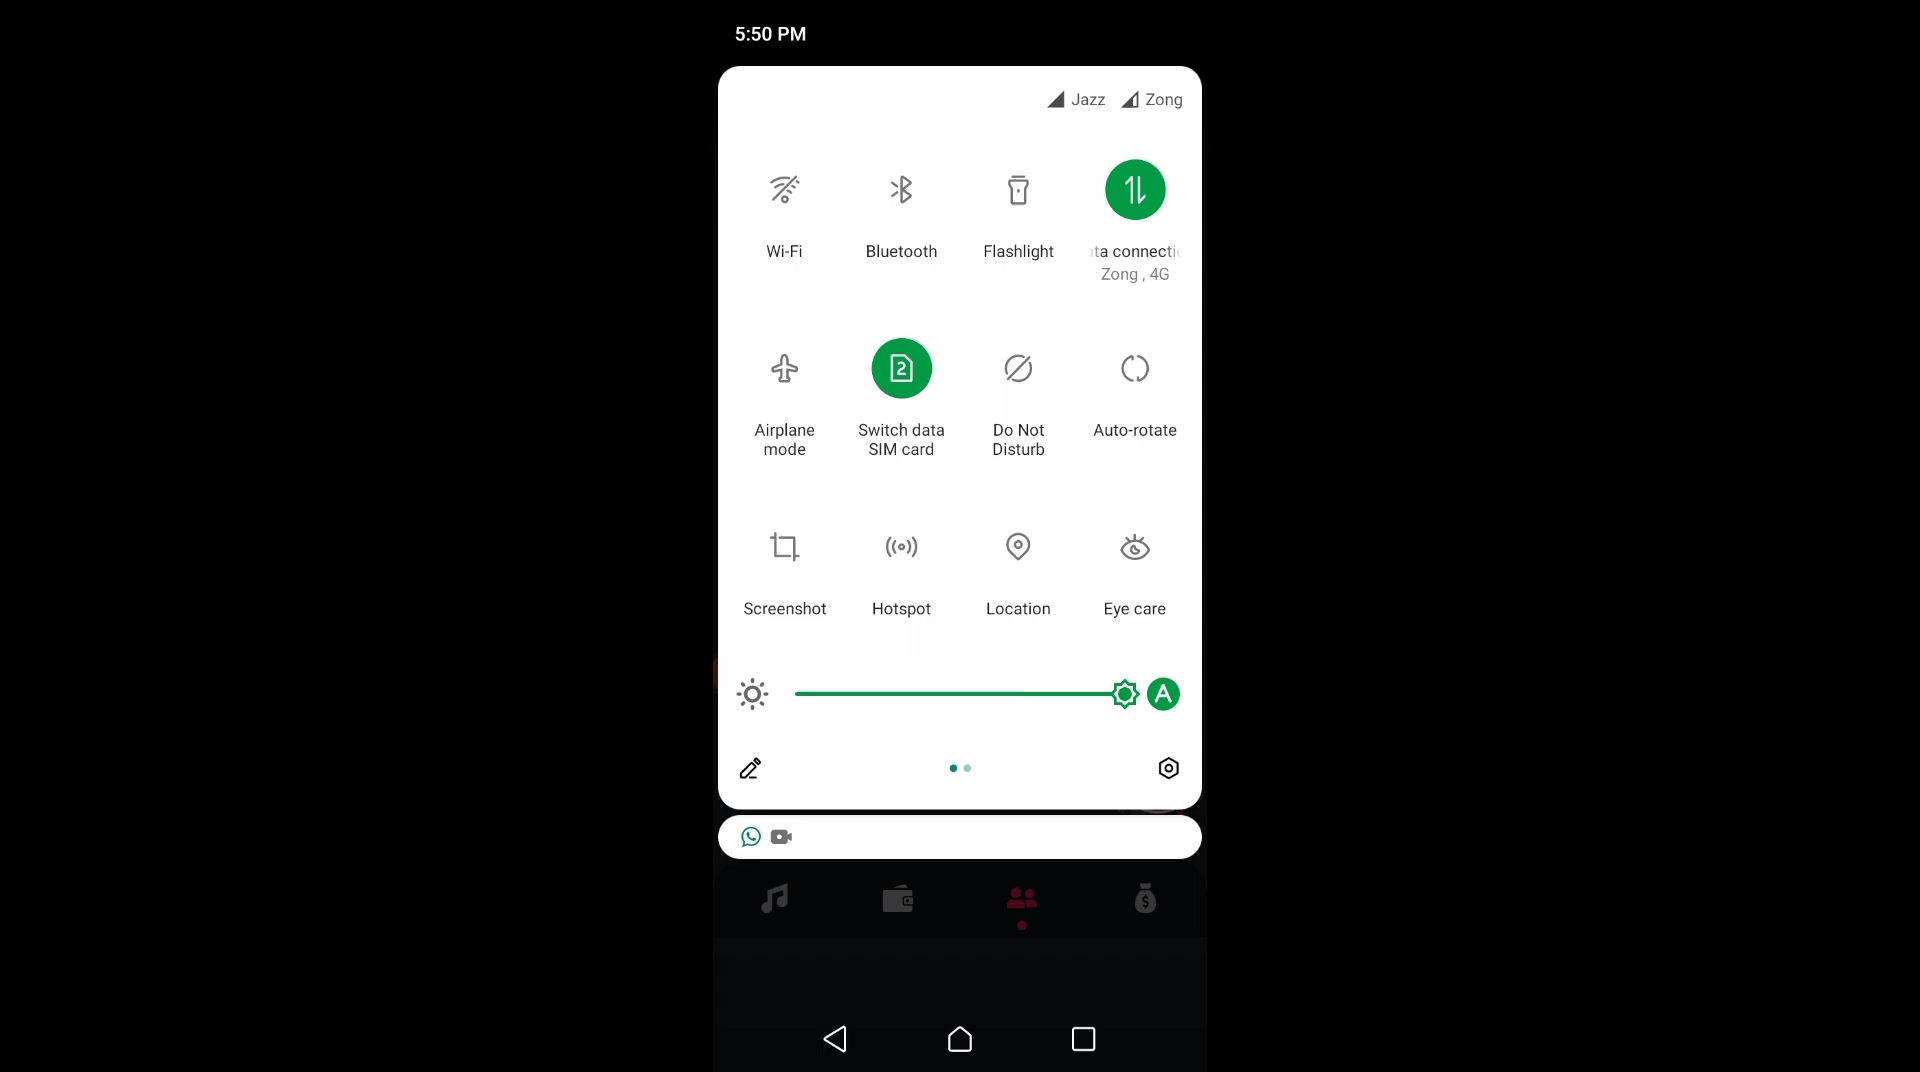 5:50 PM
Jazz Zong
Wi-Fi Bluetooth Flashlight ta connecti
Zong , 4G
2
Airplane Switch data Do Not Auto-rotate
mode SIM card Disturb
Screenshot Hotspot Location Eye care
A